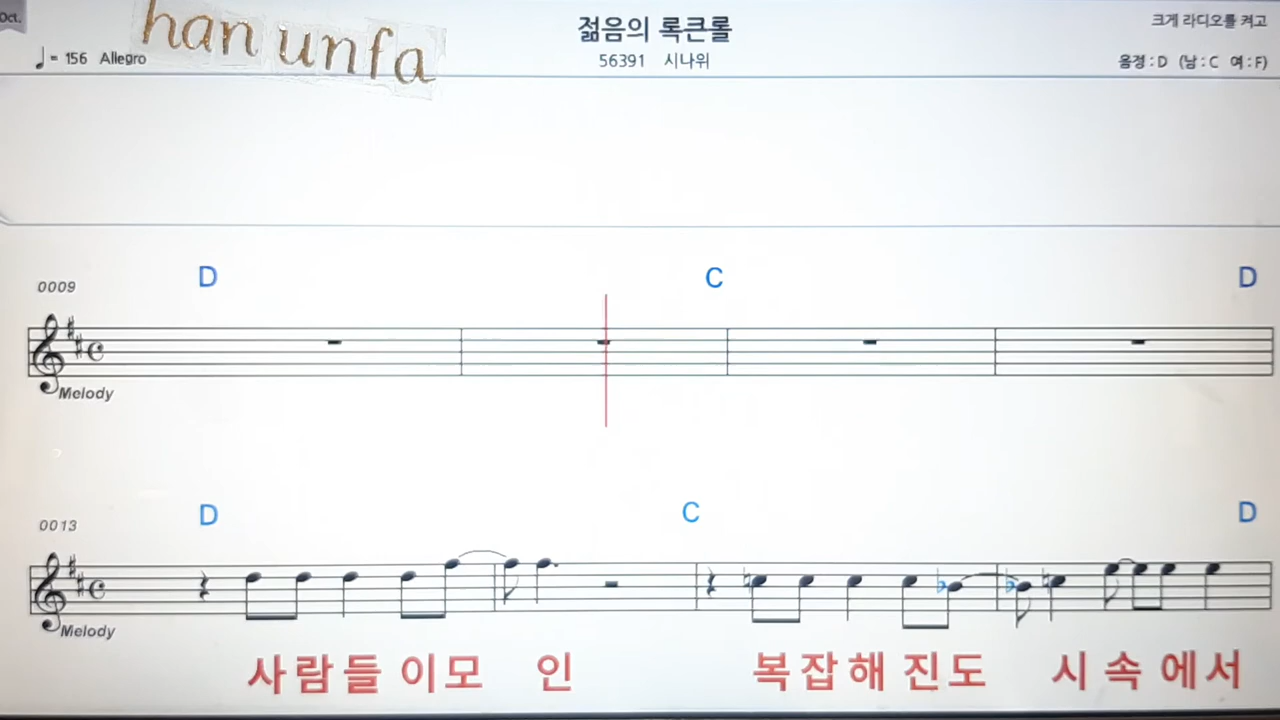 Oct.
han unfa
젊음의 록큰롤
크게 라디오를 켜고
♩= 156 Allegro
56391 시나위
음정 : D (남 : C 여 : F)
D C D
0009
Melody
D C D
0013
Melody
사람들 이모 인 복잡해 진도 시 속 에서